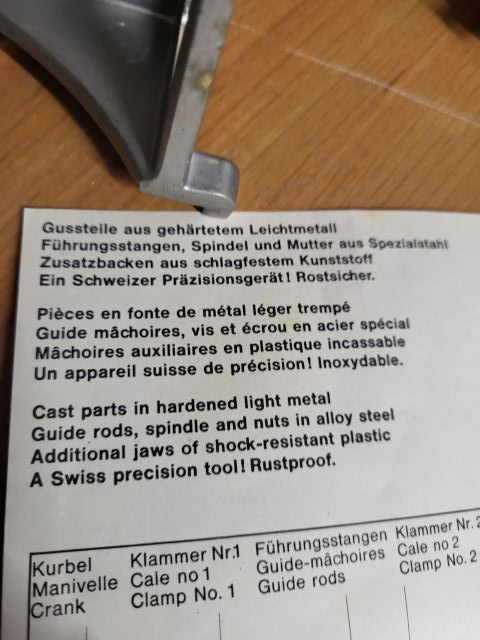 Gussteile aus gehärtetem Leichtmetall
Führungsstangen, Spindel und Mutter aus Spezialstahl
Zusatzbacken aus schlagfestem Kunststoff
Ein Schweizer Präzisionsgerät! Rostsicher.
Pièces en fonte de métal léger trempé
Guide mâchoires, vis et écrou en acier spécial
Mâchoires auxiliaires en plastique incassable
Un appareil suisse de précision! Inoxydable.
Cast parts in hardened light metal
Guide rods, spindle and nuts in alloy steel
Additional jaws of shock-resistant plastic
A Swiss precision tool! Rustproof.
Kurbel
Manivelle
Crank
Klammer Nr.1
Cale no 1
Clamp No. 1
Führungsstangen
Guide-mâchoires
Guide rods
Klammer Nr. 2
Cale no 2
Clamp No. 2